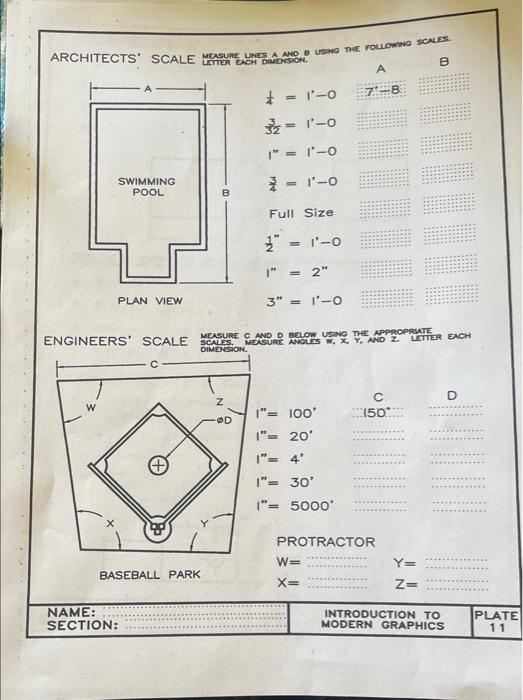 ARCHITECTS' SCALE MEASURE LINES A AND B USING THE FOLLOWING SCALES.
LETTER EACH DIMENSION.
A B
A
1/4 = 1'-0 7'-8
3/32 = 1'-0
1" = 1'-0
3/4 = 1'-0
SWIMMING
POOL
B
Full Size
1/2" = 1'-0
1" = 2"
3" = 1'-0
PLAN VIEW
ENGINEERS' SCALE MEASURE C AND D BELOW USING THE APPROPRIATE
SCALES. MEASURE ANGLES W, X, Y, AND Z. LETTER EACH
DIMENSION.
C
C D
W Z
ØD
1"= 100' 150'
1"= 20'
1"= 4'
1"= 30'
1"= 5000'
X Y
PROTRACTOR
W= Y=
X= Z=
BASEBALL PARK
NAME:
SECTION:
INTRODUCTION TO
MODERN GRAPHICS
PLATE
11